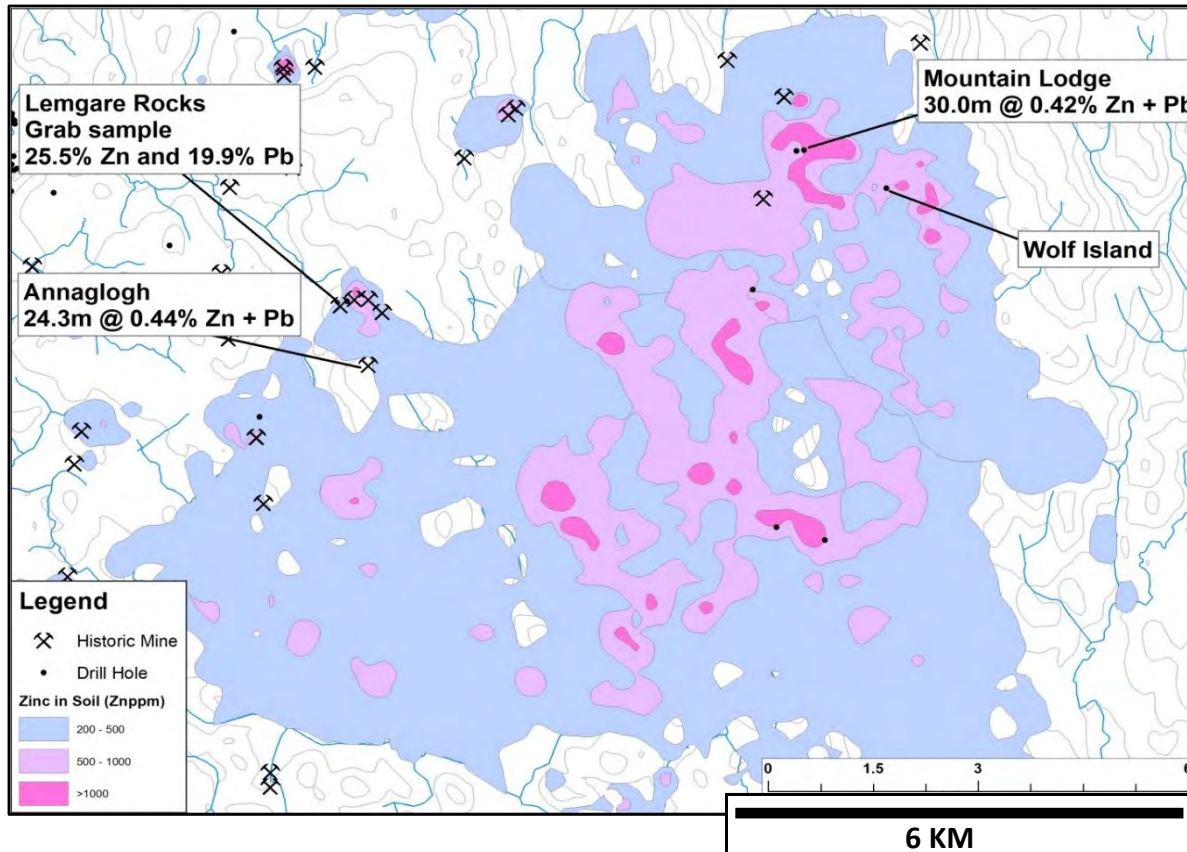 Lemgare Rocks
Grab sample
25.5% Zn and 19.9% Pb
Mountain Lodge
30.0m @ 0.42% Zn + Pb
Wolf Island
Annaglogh
24.3m @ 0.44% Zn + Pb
Legend
Historic Mine
Drill Hole
Zinc in Soil (Znppm)
200 - 500
500 - 1000
>1000
0 1.5 3 6
6 KM